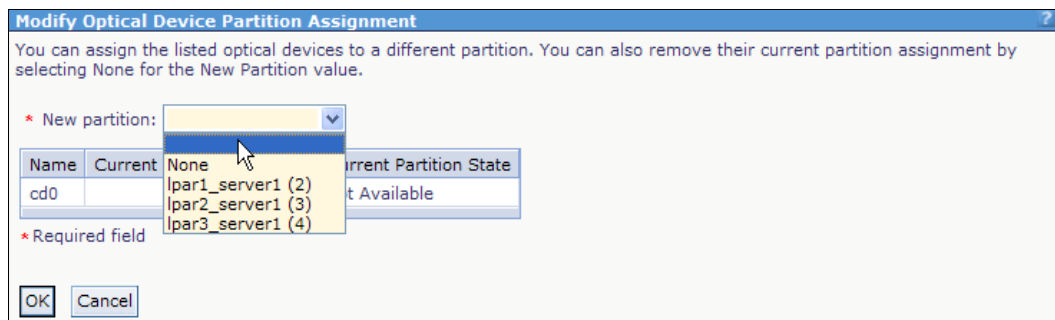 Modify Optical Device Partition Assignment ?
You can assign the listed optical devices to a different partition. You can also remove their current partition assignment by
selecting None for the New Partition value.
* New partition:
Name Current None urrent Partition State
lpar1_server1 (2)
cd0 t Available
lpar2_server1 (3)
lpar3_server1 (4)
* Required field
OK Cancel